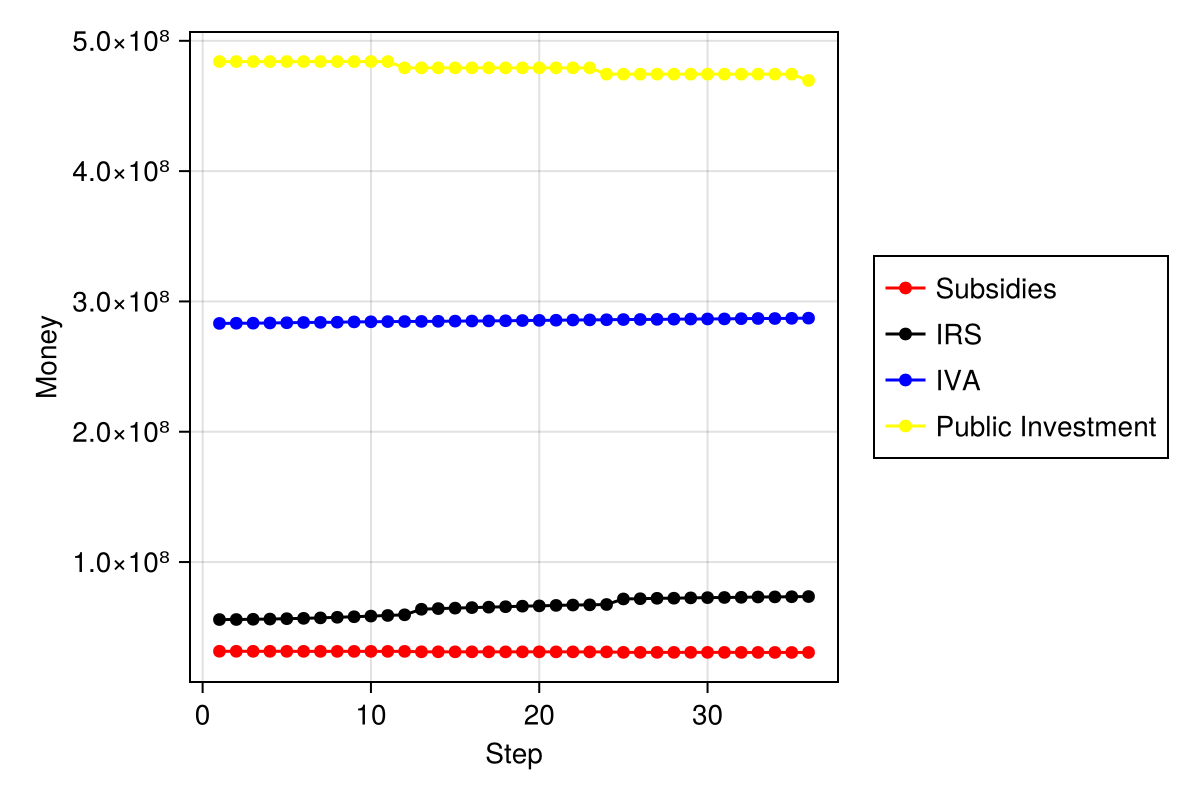 5.0×10⁸
4.0×10⁸
3.0×10⁸
2.0×10⁸
1.0×10⁸
Money
0 10 20 30
Step
Subsidies
IRS
IVA
Public Investment